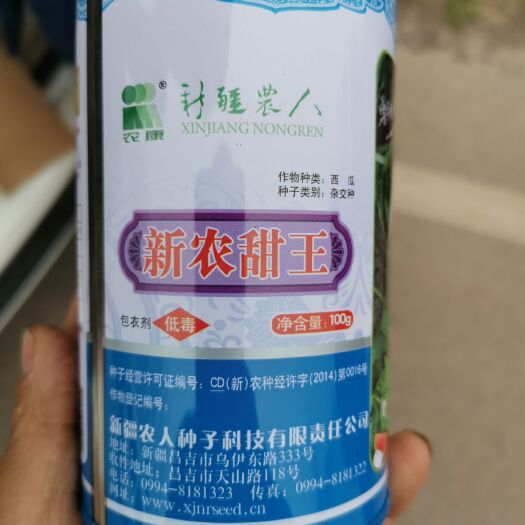 ®
农康
新疆农人
XINJIANG NONGREN
作物种类：西 瓜
种子类别：杂交种
新农甜王
包衣剂 低毒
净含量：100g
种子经营许可证编号：CD(新)农种经许字(2014)第0016号
作物登记编号：
新疆农人种子科技有限责任公司
地址：新疆昌吉市乌伊东路333号
收件地址：昌吉市天山路118号
电话：0994-8181323 传真：0994-8181322
网址：www.xjnrseed.cn